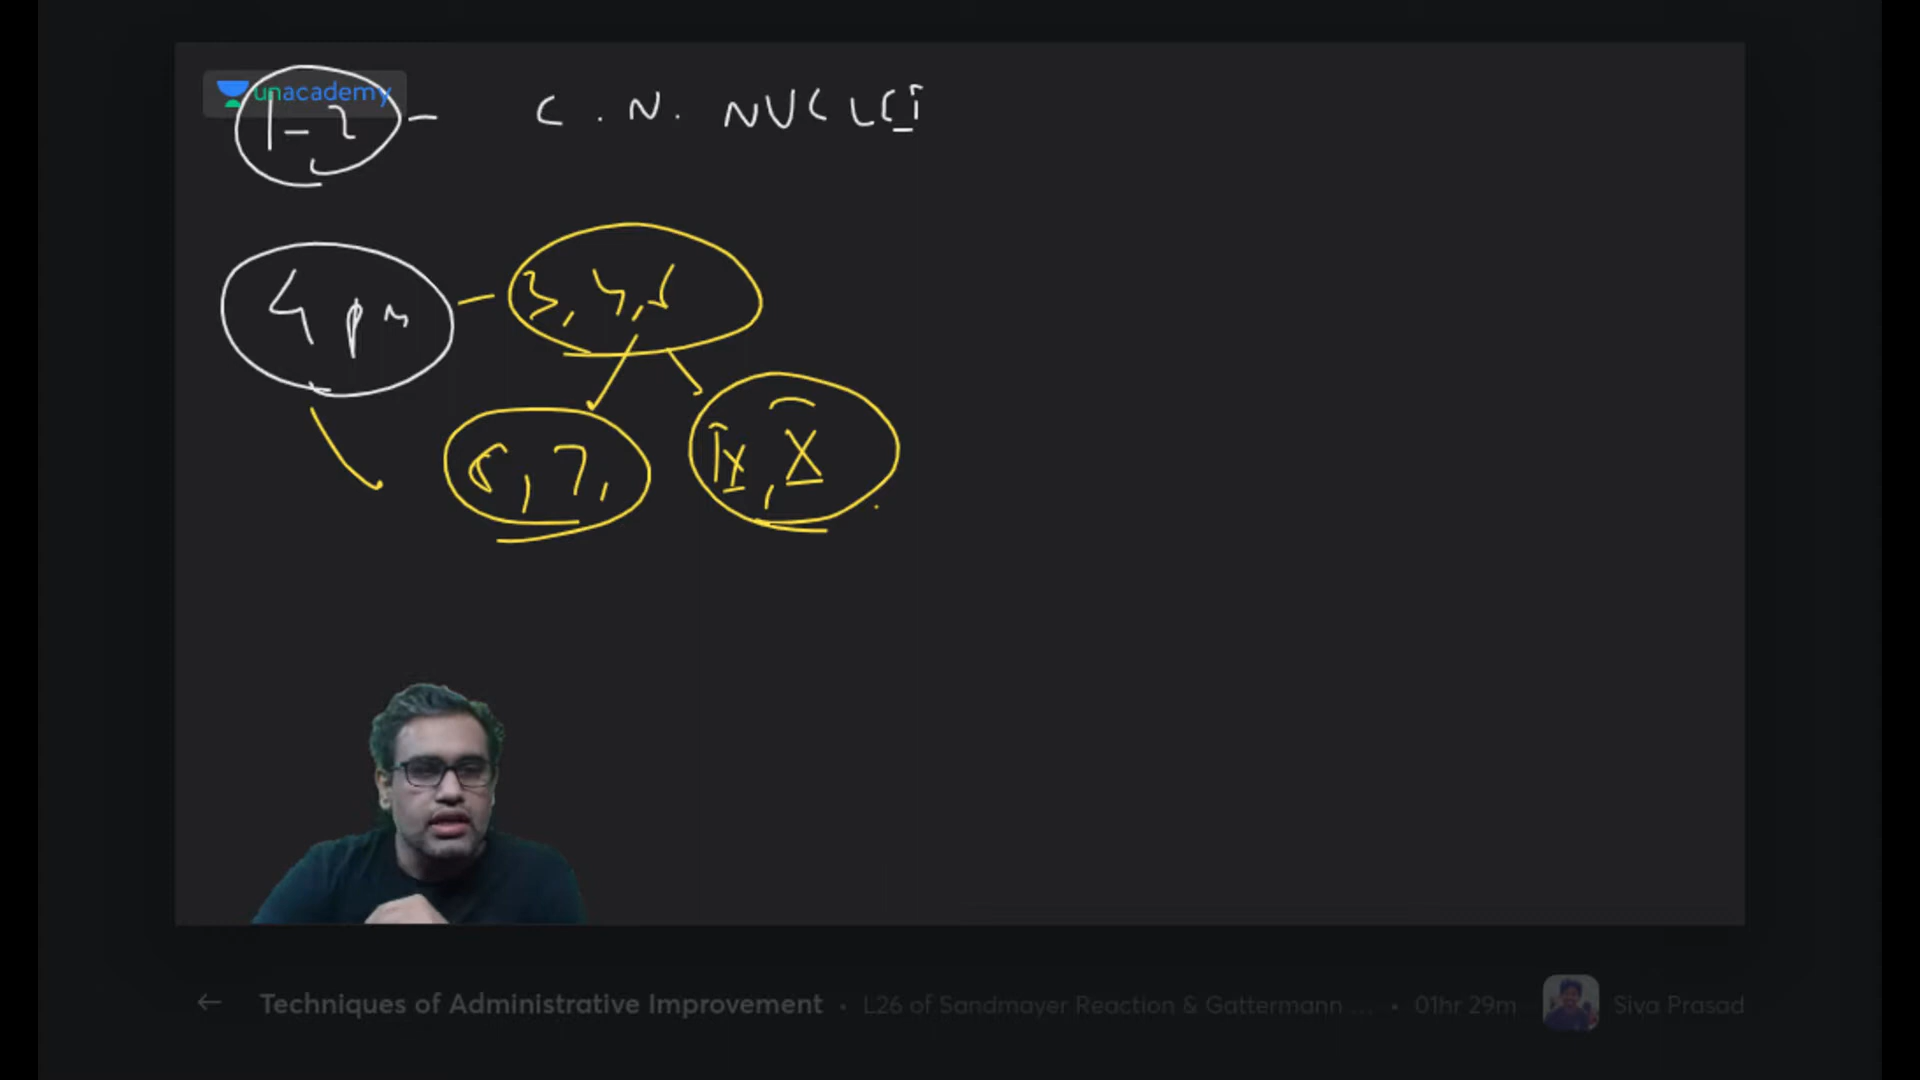 unacademy
1-2 - C. N. NUCLEI
4 pm - 3, 4, 5
8, 7, IX, X
← Techniques of Administrative Improvement • L26 of Sandmayer Reaction & Gattermann ... • 01hr 29m Siva Prasad